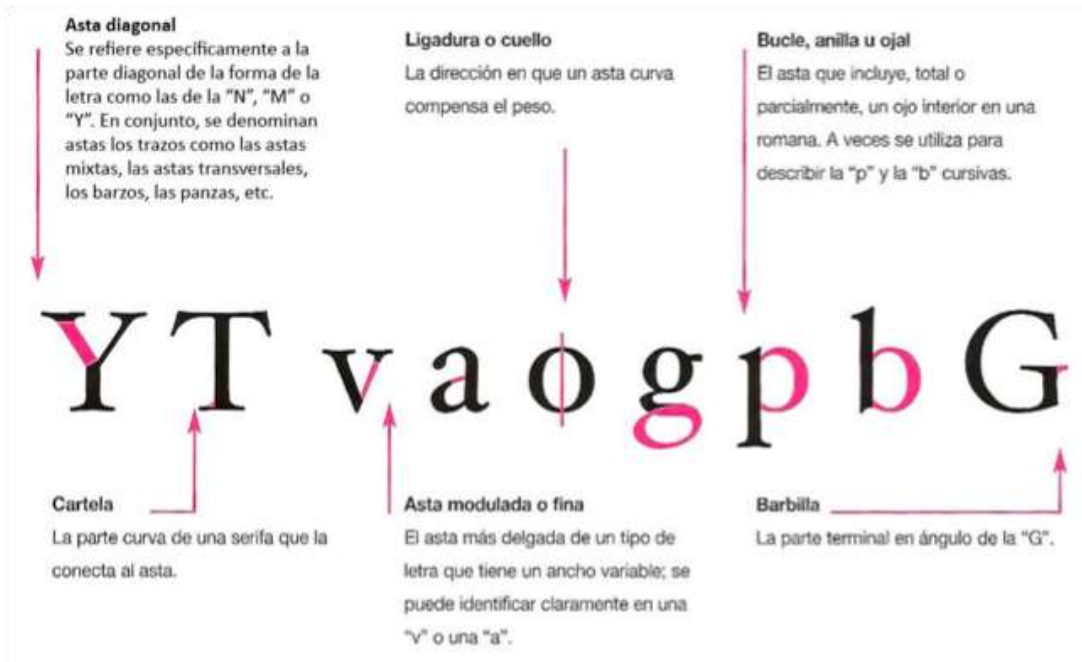 Asta diagonal
Se refiere específicamente a la
parte diagonal de la forma de la
letra como las de la "N", "M" o
"Y". En conjunto, se denominan
astas los trazos como las astas
mixtas, las astas transversales,
los barzos, las panzas, etc.
Ligadura o cuello
La dirección en que un asta curva
compensa el peso.
Bucle, anilla u ojal
El asta que incluye, total o
parcialmente, un ojo interior en una
romana. A veces se utiliza para
describir la "p" y la "b" cursivas.
Y T v a o g p b G
Cartela
La parte curva de una serifa que la
conecta al asta.
Asta modulada o fina
El asta más delgada de un tipo de
letra que tiene un ancho variable; se
puede identificar claramente en una
"v" o una "a".
Barbilla
La parte terminal en ángulo de la "G".